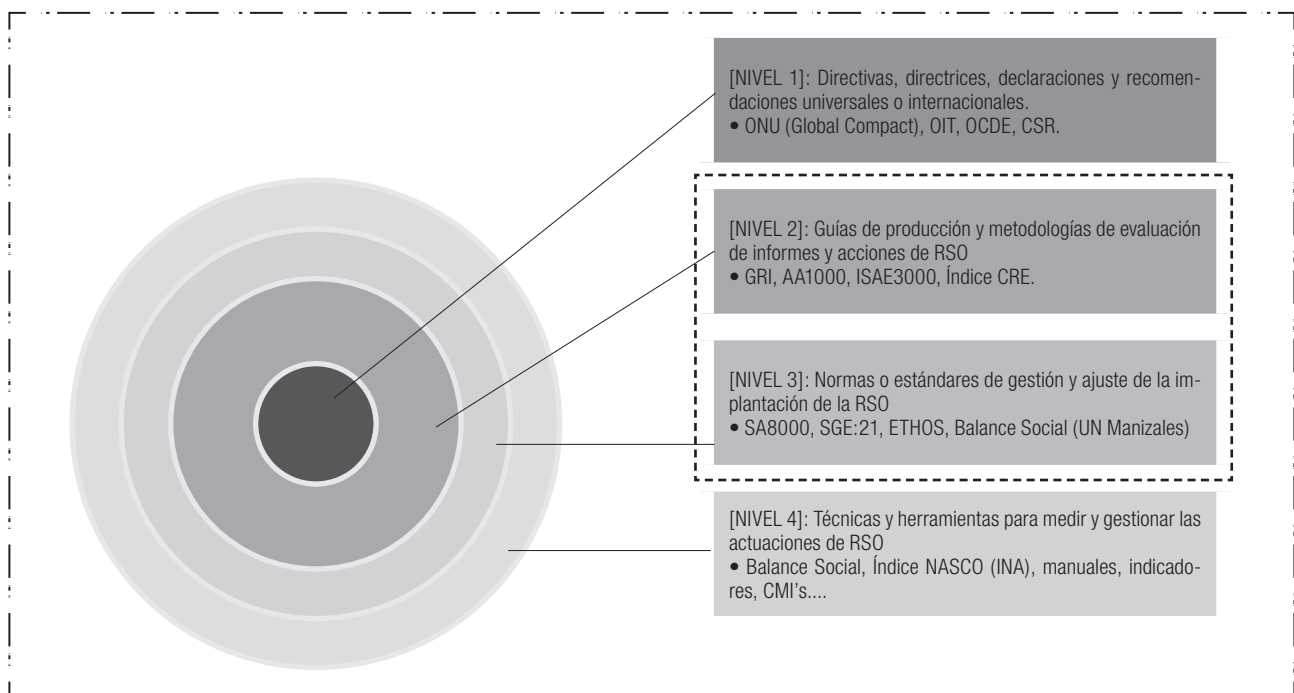 [NIVEL 1]: Directivas, directrices, declaraciones y recomen-
daciones universales o internacionales.
• ONU (Global Compact), OIT, OCDE, CSR.
[NIVEL 2]: Guías de producción y metodologías de evaluación
de informes y acciones de RSO
• GRI, AA1000, ISAE3000, Índice CRE.
[NIVEL 3]: Normas o estándares de gestión y ajuste de la im-
plantación de la RSO
• SA8000, SGE:21, ETHOS, Balance Social (UN Manizales)
[NIVEL 4]: Técnicas y herramientas para medir y gestionar las
actuaciones de RSO
• Balance Social, Índice NASCO (INA), manuales, indicado-
res, CMI's....